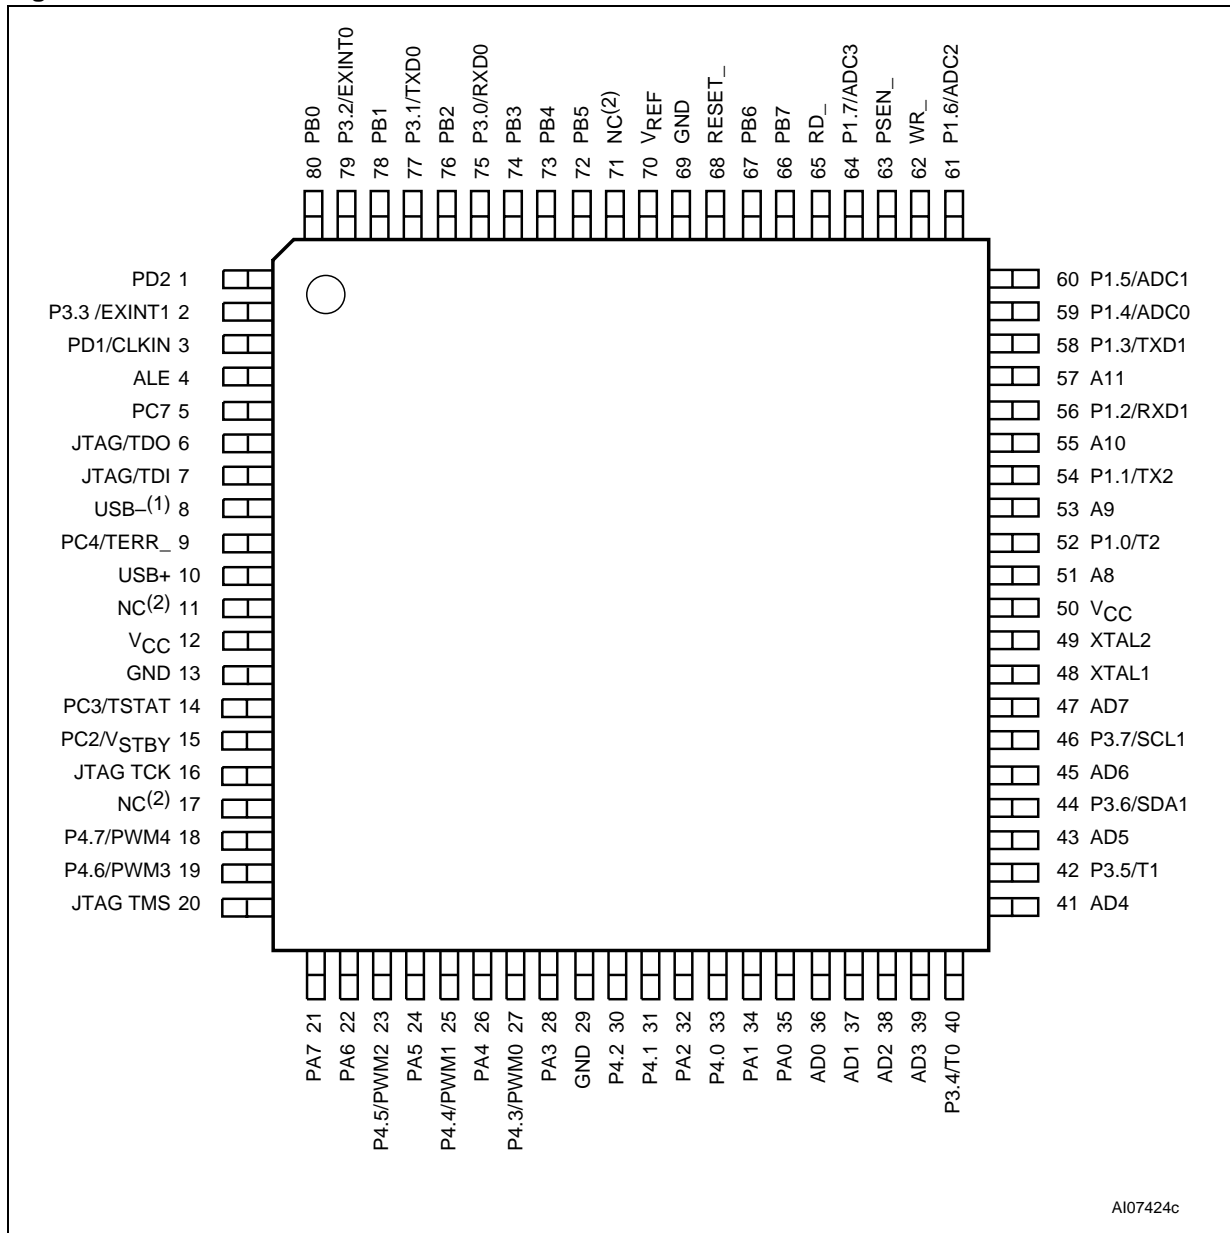 80 PB0
79 P3.2/EXINT0
78 PB1
77 P3.1/TXD0
76 PB2
75 P3.0/RXD0
74 PB3
73 PB4
72 PB5
71 NC(2)
70 VREF
69 GND
68 RESET_
67 PB6
66 PB7
65 RD_
64 P1.7/ADC3
63 PSEN_
62 WR_
61 P1.6/ADC2
PD2 1
P3.3 /EXINT1 2
PD1/CLKIN 3
ALE 4
PC7 5
JTAG/TDO 6
JTAG/TDI 7
USB–(1) 8
PC4/TERR_ 9
USB+ 10
NC(2) 11
VCC 12
GND 13
PC3/TSTAT 14
PC2/VSTBY 15
JTAG TCK 16
NC(2) 17
P4.7/PWM4 18
P4.6/PWM3 19
JTAG TMS 20
60 P1.5/ADC1
59 P1.4/ADC0
58 P1.3/TXD1
57 A11
56 P1.2/RXD1
55 A10
54 P1.1/TX2
53 A9
52 P1.0/T2
51 A8
50 VCC
49 XTAL2
48 XTAL1
47 AD7
46 P3.7/SCL1
45 AD6
44 P3.6/SDA1
43 AD5
42 P3.5/T1
41 AD4
PA7 21
PA6 22
P4.5/PWM2 23
PA5 24
P4.4/PWM1 25
PA4 26
P4.3/PWM0 27
PA3 28
GND 29
P4.2 30
P4.1 31
PA2 32
P4.0 33
PA1 34
PA0 35
AD0 36
AD1 37
AD2 38
AD3 39
P3.4/T0 40
AI07424c